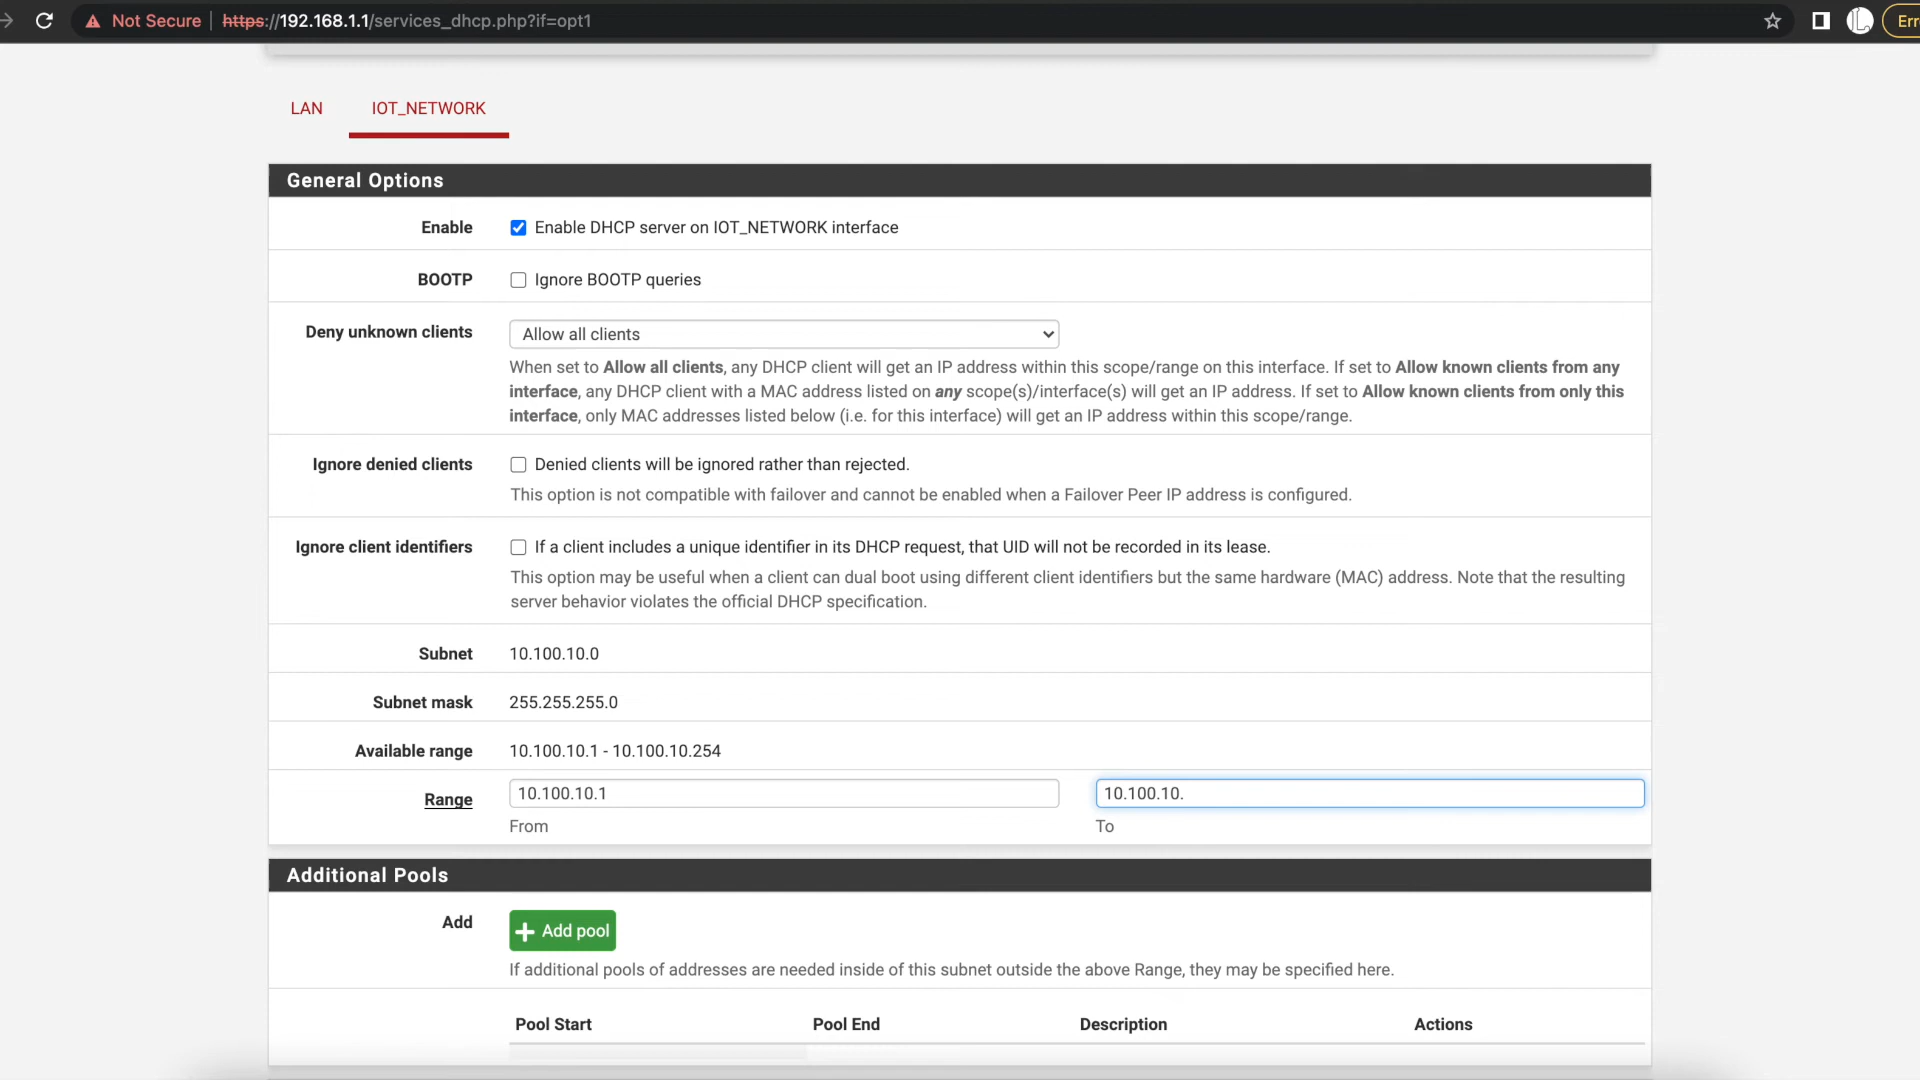 Not Secure | https://192.168.1.1/services_dhcp.php?if=opt1
Err
LAN
IOT_NETWORK
General Options
Enable
Enable DHCP server on IOT_NETWORK interface
BOOTP
Ignore BOOTP queries
Deny unknown clients
Allow all clients
When set to Allow all clients, any DHCP client will get an IP address within this scope/range on this interface. If set to Allow known clients from any
interface, any DHCP client with a MAC address listed on any scope(s)/interface(s) will get an IP address. If set to Allow known clients from only this
interface, only MAC addresses listed below (i.e. for this interface) will get an IP address within this scope/range.
Ignore denied clients
Denied clients will be ignored rather than rejected.
This option is not compatible with failover and cannot be enabled when a Failover Peer IP address is configured.
Ignore client identifiers
If a client includes a unique identifier in its DHCP request, that UID will not be recorded in its lease.
This option may be useful when a client can dual boot using different client identifiers but the same hardware (MAC) address. Note that the resulting
server behavior violates the official DHCP specification.
Subnet
10.100.10.0
Subnet mask
255.255.255.0
Available range
10.100.10.1 - 10.100.10.254
Range
10.100.10.1
10.100.10.
From
To
Additional Pools
Add
Add pool
If additional pools of addresses are needed inside of this subnet outside the above Range, they may be specified here.
Pool Start
Pool End
Description
Actions